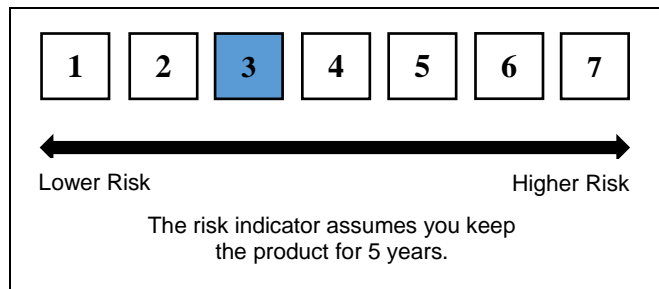 1 2 3 4 5 6 7
Lower Risk Higher Risk
The risk indicator assumes you keep
the product for 5 years.